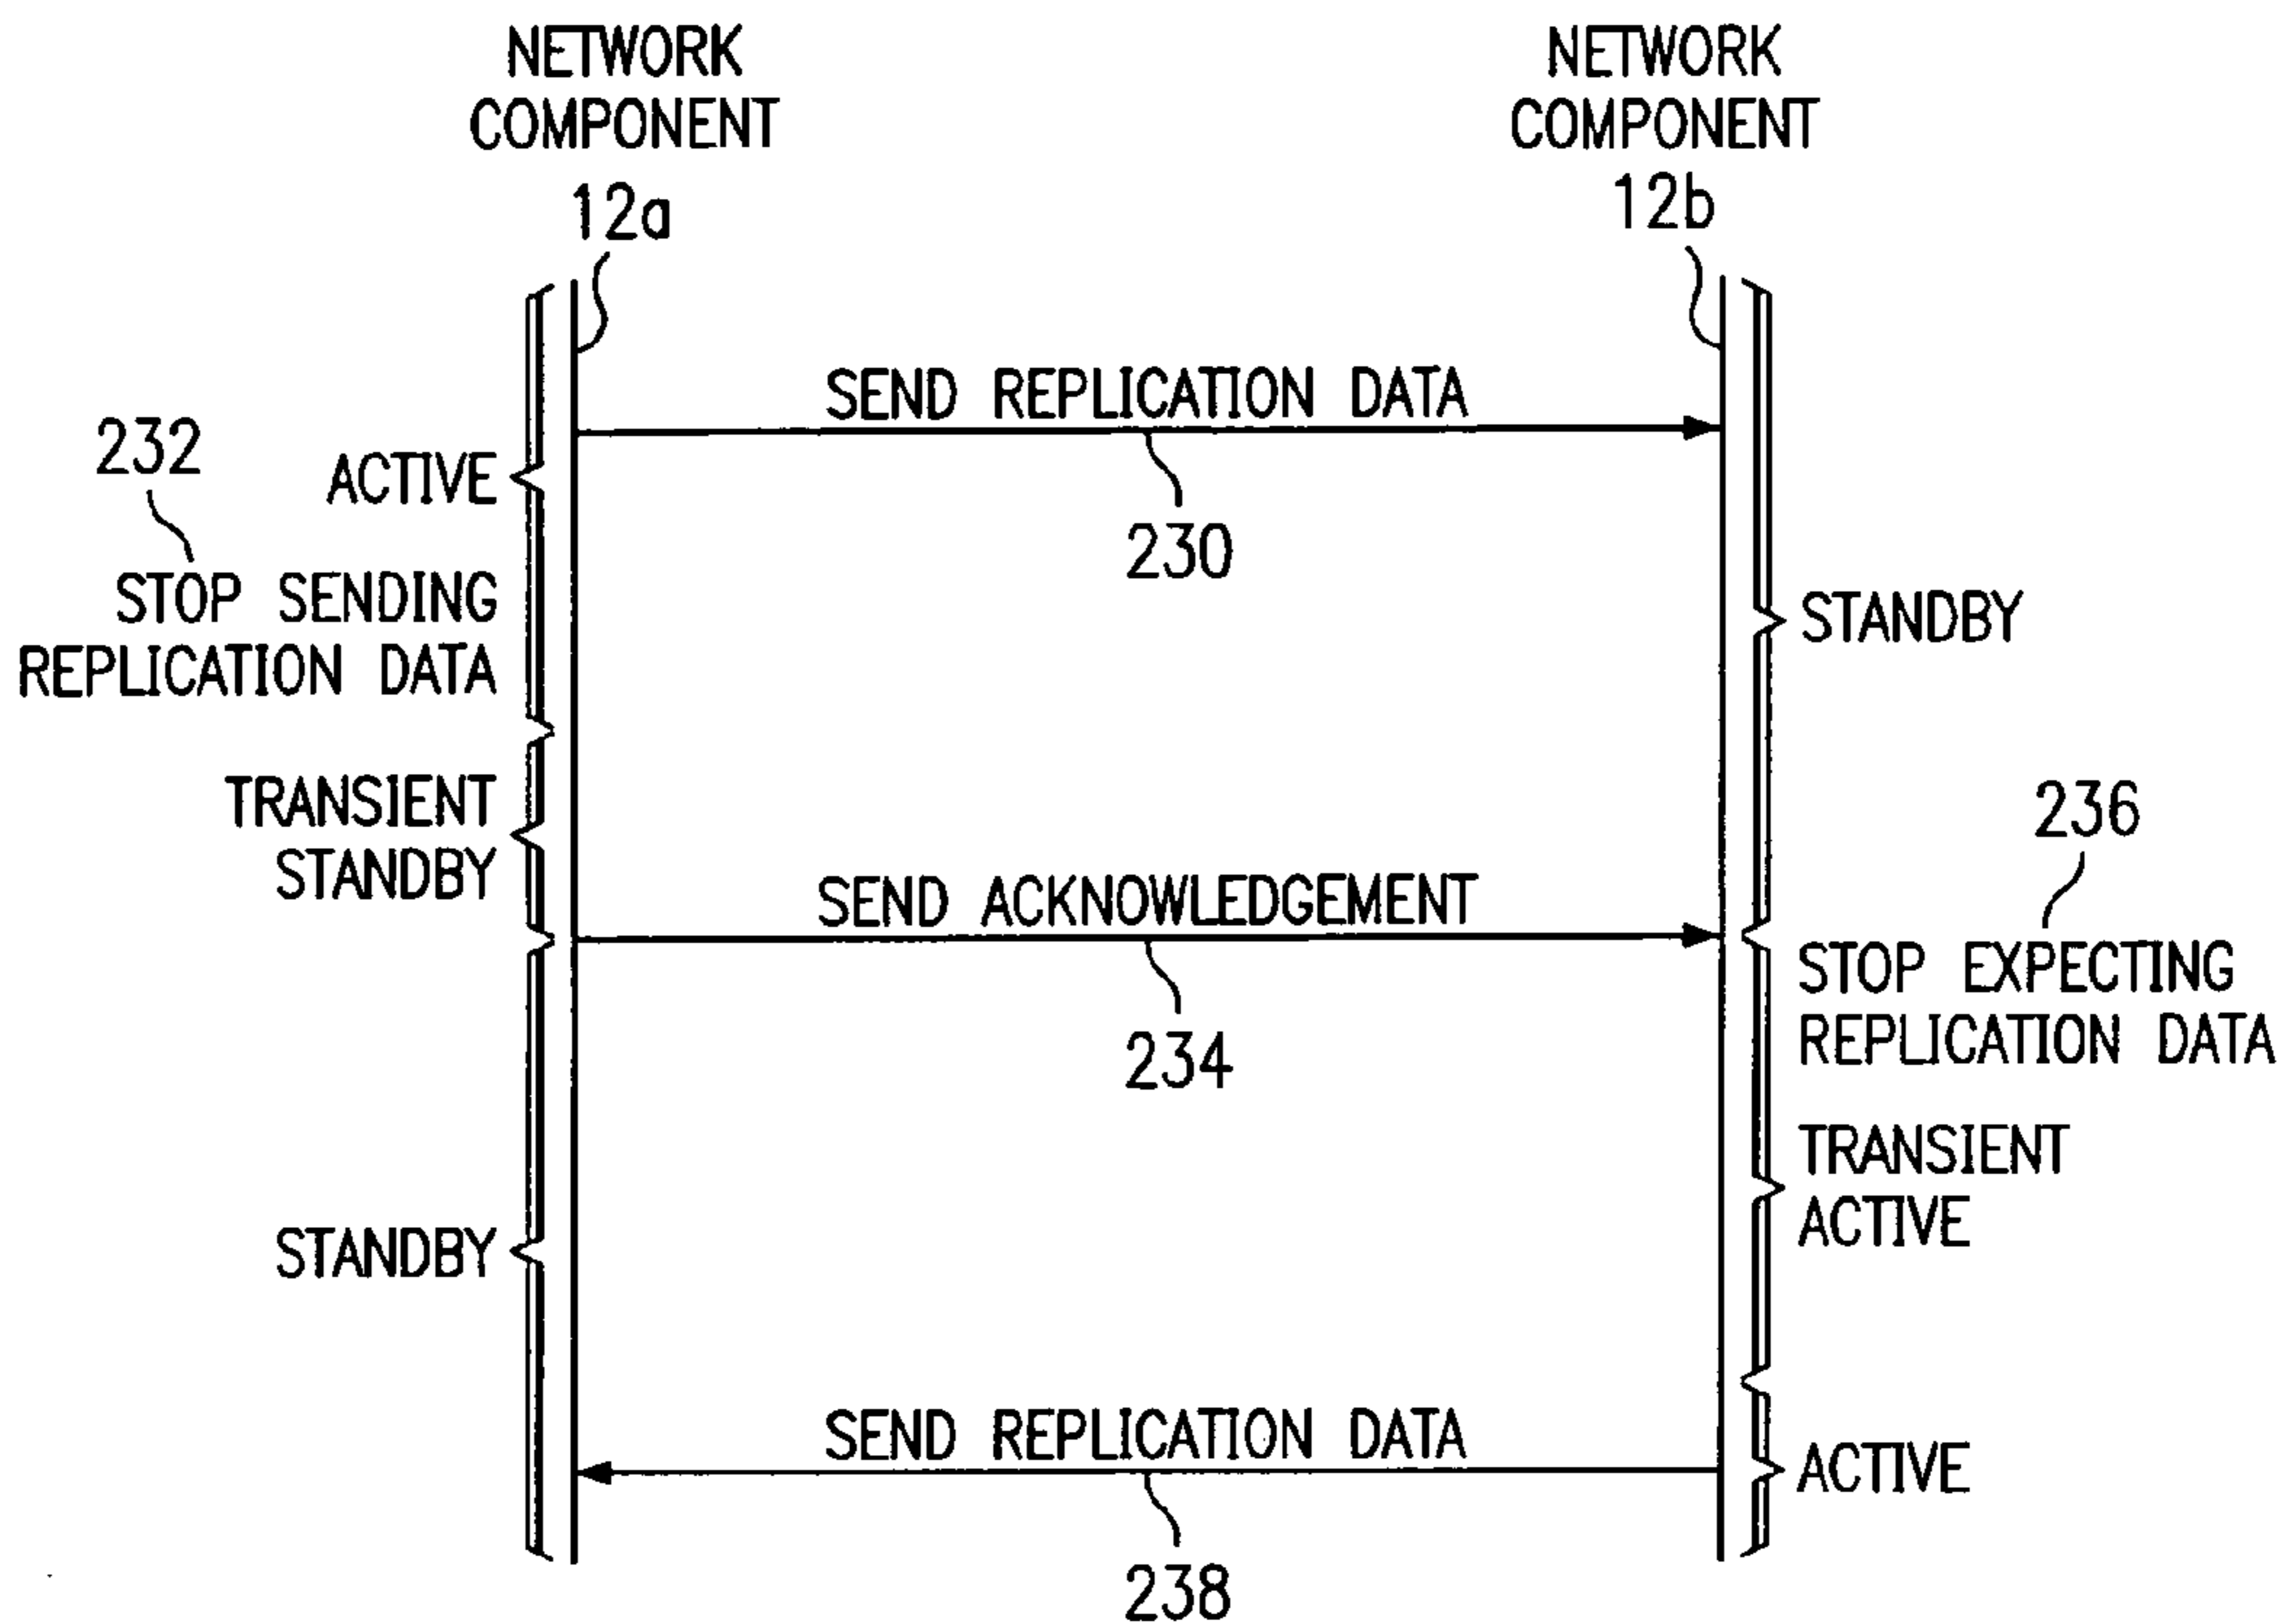 NETWORK
COMPONENT
12a
NETWORK
COMPONENT
12b
SEND REPLICATION DATA
230
232
ACTIVE
STOP SENDING
REPLICATION DATA
STANDBY
TRANSIENT
STANDBY
236
SEND ACKNOWLEDGEMENT
234
STOP EXPECTING
REPLICATION DATA
TRANSIENT
ACTIVE
STANDBY
SEND REPLICATION DATA
238
ACTIVE